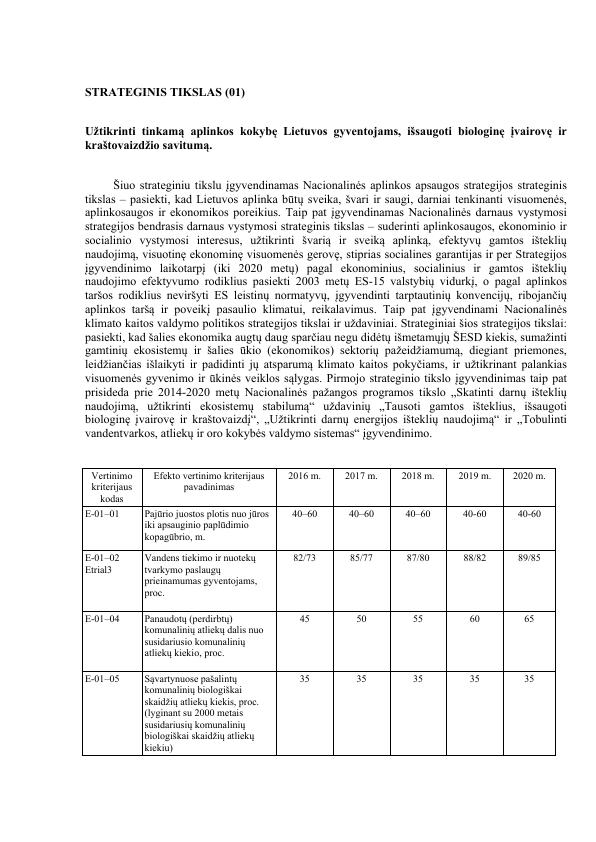 STRATEGINIS TIKSLAS (01)
Užtikrinti tinkamą aplinkos kokybę Lietuvos gyventojams, išsaugoti biologinę įvairovę ir
kraštovaizdžio savitumą.
Šiuo strateginiu tikslu įgyvendinamas Nacionalinės aplinkos apsaugos strategijos strateginis
tikslas – pasiekti, kad Lietuvos aplinka būtų sveika, švari ir saugi, darniai tenkinanti visuomenės,
aplinkosaugos ir ekonomikos poreikius. Taip pat įgyvendinamas Nacionalinės darnaus vystymosi
strategijos bendrasis darnaus vystymosi strateginis tikslas – suderinti aplinkosaugos, ekonominio ir
socialinio vystymosi interesus, užtikrinti švarią ir sveiką aplinką, efektyvų gamtos išteklių
naudojimą, visuotinę ekonominę visuomenės gerovę, stiprias socialines garantijas ir per Strategijos
įgyvendinimo laikotarpį (iki 2020 metų) pagal ekonominius, socialinius ir gamtos išteklių
naudojimo efektyvumo rodiklius pasiekti 2003 metų ES-15 valstybių vidurkį, o pagal aplinkos
taršos rodiklius neviršyti ES leistinų normatyvų, įgyvendinti tarptautinių konvencijų, ribojančių
aplinkos taršą ir poveikį pasaulio klimatui, reikalavimus. Taip pat įgyvendinami Nacionalinės
klimato kaitos valdymo politikos strategijos tikslai ir uždaviniai. Strateginiai šios strategijos tikslai:
pasiekti, kad šalies ekonomika augtų daug sparčiau negu didėtų išmetamųjų ŠESD kiekis, sumažinti
gamtinių ekosistemų ir šalies ūkio (ekonomikos) sektorių pažeidžiamumą, diegiant priemones,
leidžiančias išlaikyti ir padidinti jų atsparumą klimato kaitos pokyčiams, ir užtikrinant palankias
visuomenės gyvenimo ir ūkinės veiklos sąlygas. Pirmojo strateginio tikslo įgyvendinimas taip pat
prisideda prie 2014-2020 metų Nacionalinės pažangos programos tikslo „Skatinti darnų išteklių
naudojimą, užtikrinti ekosistemų stabilumą“ uždavinių „Tausoti gamtos išteklius, išsaugoti
biologinę įvairovę ir kraštovaizdį“, „Užtikrinti darnų energijos išteklių naudojimą“ ir „Tobulinti
vandentvarkos, atliekų ir oro kokybės valdymo sistemas“ įgyvendinimo.
Vertinimo
kriterijaus
kodas
Efekto vertinimo kriterijaus
pavadinimas
2016 m.
2017 m.
2018 m.
2019 m.
2020 m.
E-01–01
Pajūrio juostos plotis nuo jūros
iki apsauginio paplūdimio
kopagūbrio, m.
40–60
40–60
40–60
40-60
40-60
E-01–02
Etrial3
Vandens tiekimo ir nuotekų
tvarkymo paslaugų
prieinamumas gyventojams,
proc.
82/73
85/77
87/80
88/82
89/85
E-01–04
Panaudotų (perdirbtų)
komunalinių atliekų dalis nuo
susidariusio komunalinių
atliekų kiekio, proc.
45
50
55
60
65
E-01–05
Sąvartynuose pašalintų
komunalinių biologiškai
skaidžių atliekų kiekis, proc.
(lyginant su 2000 metais
susidariusių komunalinių
biologiškai skaidžių atliekų
kiekiu)
35
35
35
35
35